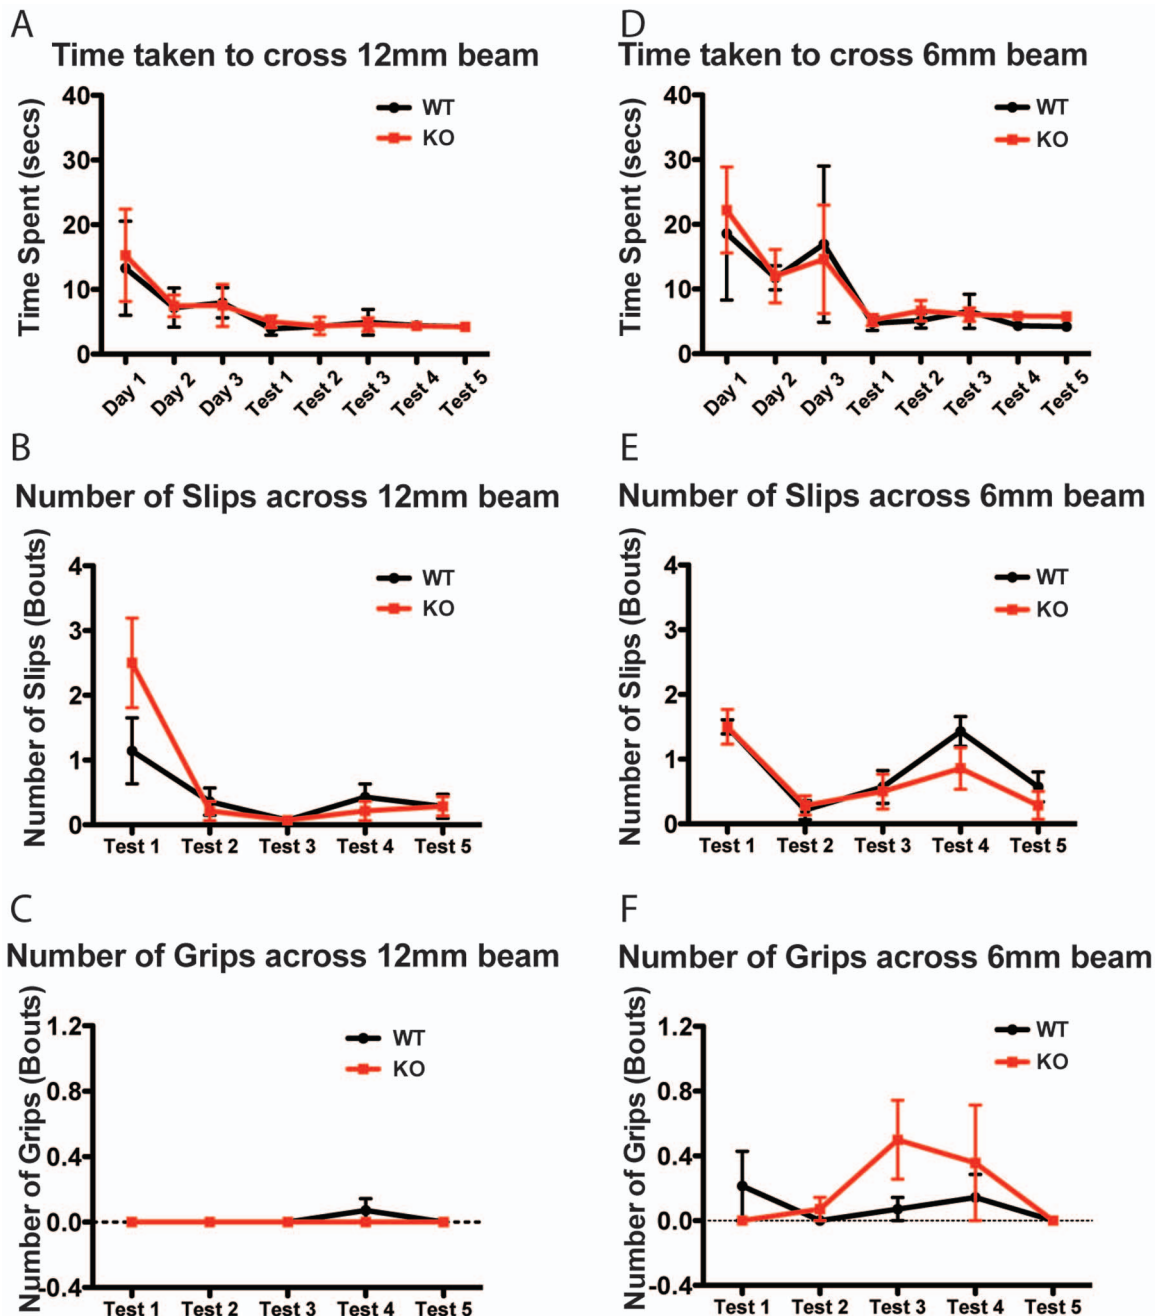 A
Time taken to cross 12mm beam
Time Spent (secs)
40
30
20
10
0
WT
KO
Day 1
Day 2
Day 3
Test 1
Test 2
Test 3
Test 4
Test 5
D
Time taken to cross 6mm beam
Time Spent (secs)
40
30
20
10
0
WT
KO
Day 1
Day 2
Day 3
Test 1
Test 2
Test 3
Test 4
Test 5
B
Number of Slips across 12mm beam
Number of Slips (Bouts)
4
3
2
1
0
WT
KO
Test 1 Test 2 Test 3 Test 4 Test 5
E
Number of Slips across 6mm beam
Number of Slips (Bouts)
4
3
2
1
0
WT
KO
Test 1 Test 2 Test 3 Test 4 Test 5
C
Number of Grips across 12mm beam
Number of Grips (Bouts)
1.2
0.8
0.4
0.0
-0.4
WT
KO
Test 1 Test 2 Test 3 Test 4 Test 5
F
Number of Grips across 6mm beam
Number of Grips (Bouts)
1.2
0.8
0.4
0.0
-0.4
WT
KO
Test 1 Test 2 Test 3 Test 4 Test 5